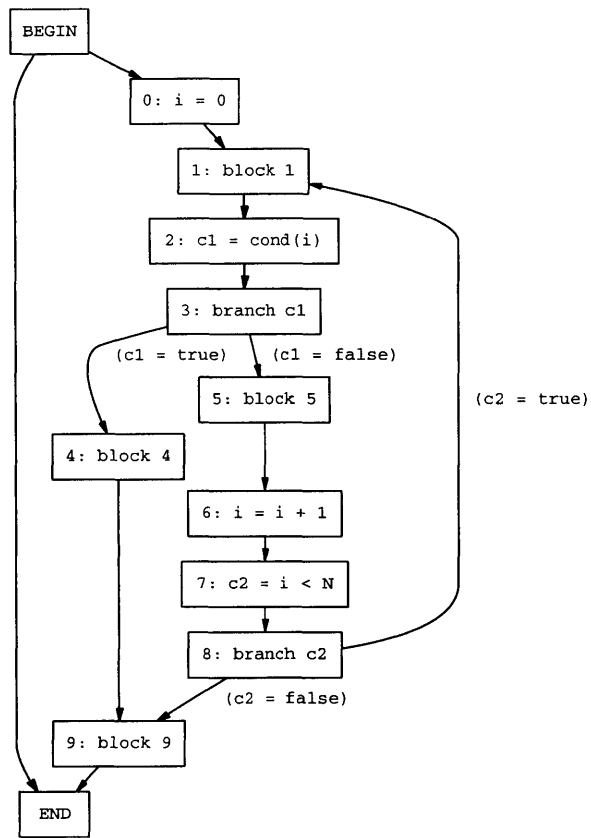 BEGIN
0: i = 0
1: block 1
2: c1 = cond(i)
3: branch c1
(c1 = true)
(c1 = false)
5: block 5
(c2 = true)
4: block 4
6: i = i + 1
7: c2 = i < N
8: branch c2
(c2 = false)
9: block 9
END